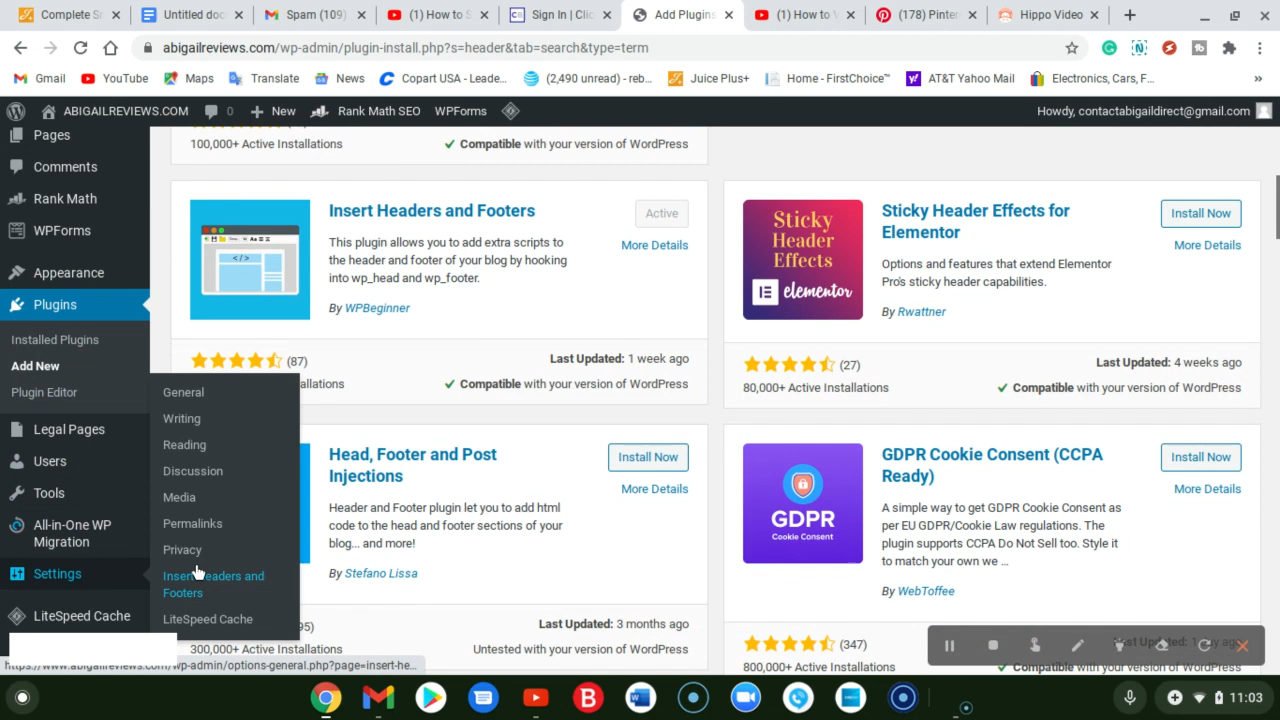 Complete S
Untitled doc
Spam (109)
(1) How to S
Sign In | Clic
Add Plugins
(1) How to V
(178) Pinter
Hippo Video
abigailreviews.com/wp-admin/plugin-install.php?s=header&tab=search&type=term
Gmail
YouTube
Maps
Translate
News
Copart USA - Leade...
(2,490 unread) - reb...
Juice Plus+
Home - FirstChoice™
AT&T Yahoo Mail
Electronics, Cars, F...
»
ABIGAILREVIEWS.COM
0
New
Rank Math SEO
WPForms
Howdy, contactabigaildirect@gmail.com
Pages
Comments
Rank Math
WPForms
Appearance
Plugins
Installed Plugins
Add New
Plugin Editor
Legal Pages
Users
Tools
All-in-One WP
Migration
Settings
LiteSpeed Cache
General
Writing
Reading
Discussion
Media
Permalinks
Privacy
Insert Headers and
Footers
LiteSpeed Cache
100,000+ Active Installations
Compatible with your version of WordPress
Insert Headers and Footers
Active
More Details
This plugin allows you to add extra scripts to
the header and footer of your blog by hooking
into wp_head and wp_footer.
By WPBeginner
(87)
Last Updated: 1 week ago
Compatible with your version of WordPress
Sticky
Header
Effects
elementor
Sticky Header Effects for
Elementor
Install Now
More Details
Options and features that extend Elementor
Pro's sticky header capabilities.
By Rwattner
(27)
Last Updated: 4 weeks ago
80,000+ Active Installations
Compatible with your version of WordPress
Head, Footer and Post
Injections
Install Now
More Details
Header and Footer plugin let you to add html
code to the head and footer sections of your
blog... and more!
By Stefano Lissa
Last Updated: 3 months ago
300,000+ Active Installations
Untested with your version of WordPress
GDPR
Cookie Consent
GDPR Cookie Consent (CCPA
Ready)
Install Now
More Details
A simple way to get GDPR Cookie Consent as
per EU GDPR/Cookie Law regulations. The
plugin supports CCPA Do Not Sell too. Style it
to match your own we ...
By WebToffee
(347)
800,000+ Active Installations
Compatible with your version of WordPress
https://www.abigailreviews.com/wp-admin/options-general.php?page=insert-he...
11:03